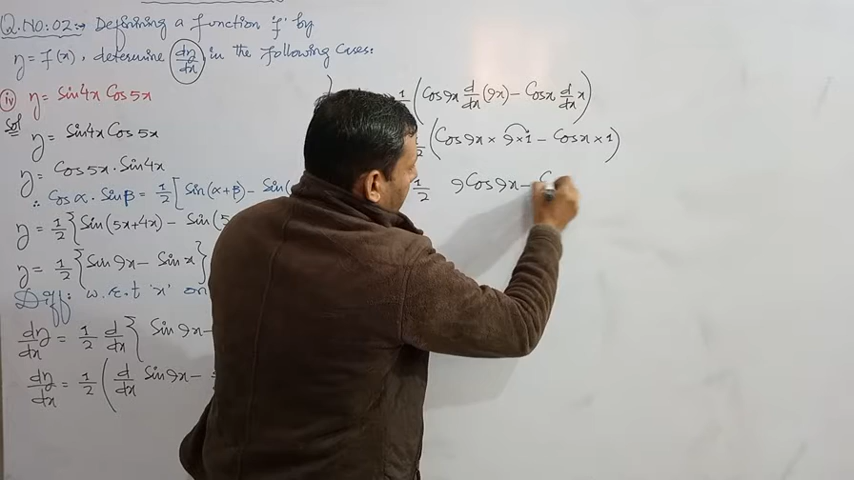 Q.NO:02:→ Defining a function 'f' by
y = f(x), determine dy/dx in the following Cases:
iv y = Sin4x Cos5x
Sol
y = Sin4x Cos5x
y = Cos5x · Sin4x
∴ Cosα · Sinβ = 1/2 [Sin(α+β) - Sin(
y = 1/2 { Sin(5x+4x) - Sin(5
y = 1/2 { Sin9x - Sinx }
Diff: w.r.t 'x' on
dy/dx = 1/2 d/dx { Sin9x -
dy/dx = 1/2 ( d/dx Sin9x -
1/2 ( Cos9x d/dx (9x) - Cosx d/dx x )
1/2 ( Cos9x × 9×1 - Cosx × 1 )
1/2 9Cos9x - C